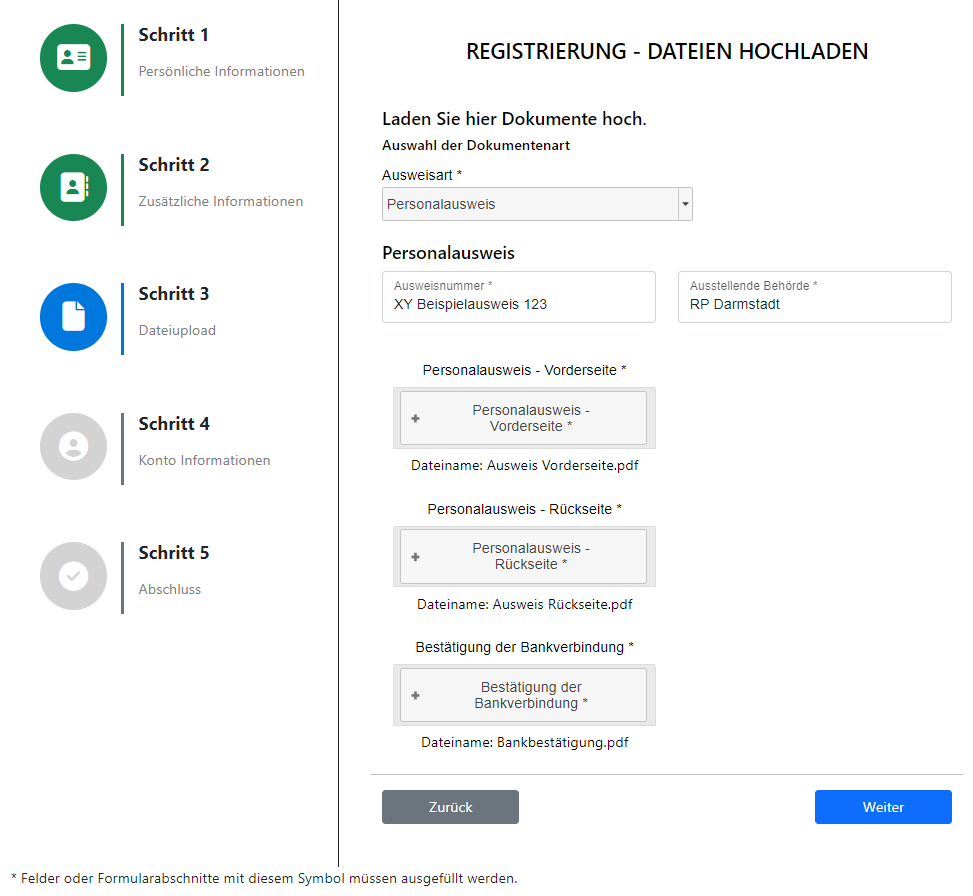 Schritt 1
Persönliche Informationen
Schritt 2
Zusätzliche Informationen
Schritt 3
Dateiupload
Schritt 4
Konto Informationen
Schritt 5
Abschluss
REGISTRIERUNG - DATEIEN HOCHLADEN
Laden Sie hier Dokumente hoch.
Auswahl der Dokumentenart
Ausweisart *
Personalausweis
Personalausweis
Ausweisnummer *
XY Beispielausweis 123
Ausstellende Behörde *
RP Darmstadt
Personalausweis - Vorderseite *
Personalausweis -
Vorderseite *
Dateiname: Ausweis Vorderseite.pdf
Personalausweis - Rückseite *
Personalausweis -
Rückseite *
Dateiname: Ausweis Rückseite.pdf
Bestätigung der Bankverbindung *
Bestätigung der
Bankverbindung *
Dateiname: Bankbestätigung.pdf
Zurück
Weiter
* Felder oder Formularabschnitte mit diesem Symbol müssen ausgefüllt werden.